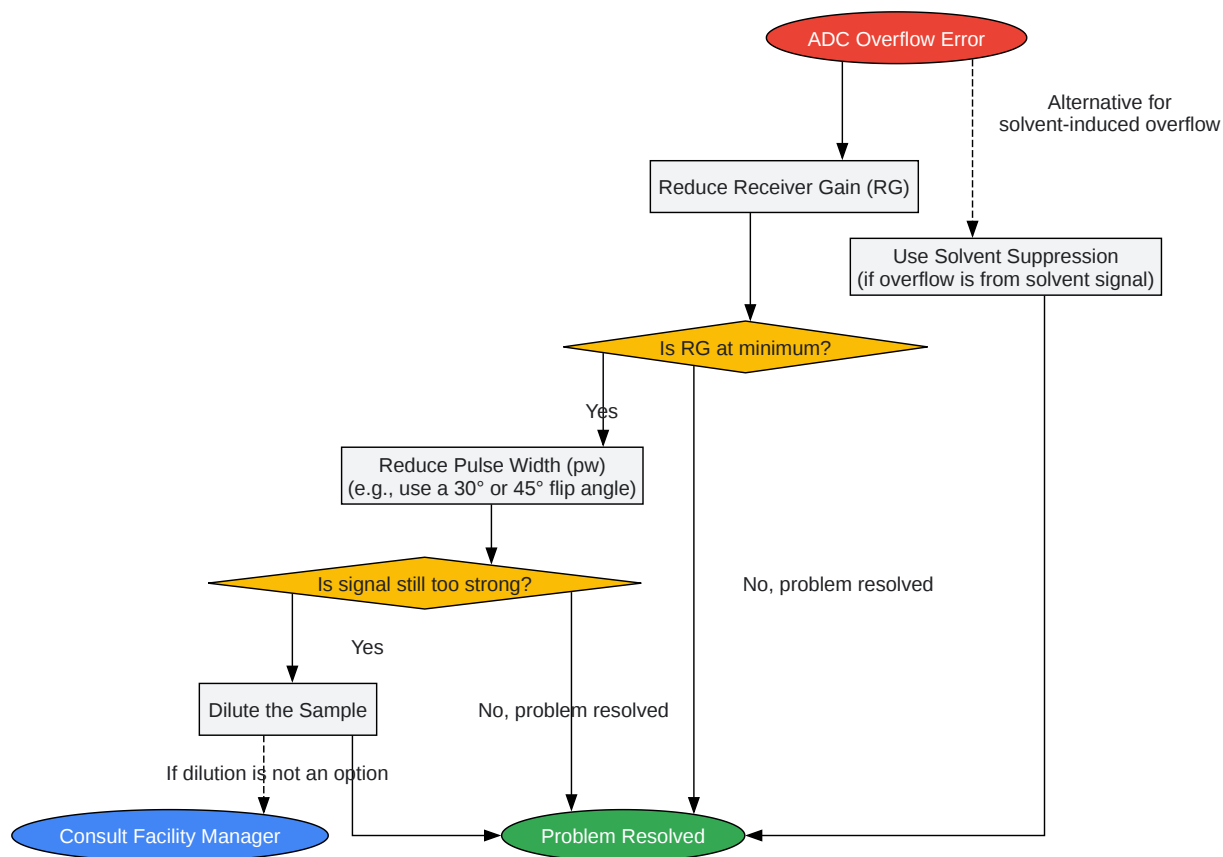 ADC Overflow Error
Alternative for
solvent-induced overflow
Reduce Receiver Gain (RG)
Use Solvent Suppression
(if overflow is from solvent signal)
Is RG at minimum?
Yes
Reduce Pulse Width (pw)
(e.g., use a 30° or 45° flip angle)
Is signal still too strong?
No, problem resolved
Yes
Dilute the Sample
No, problem resolved
If dilution is not an option
Consult Facility Manager
Problem Resolved